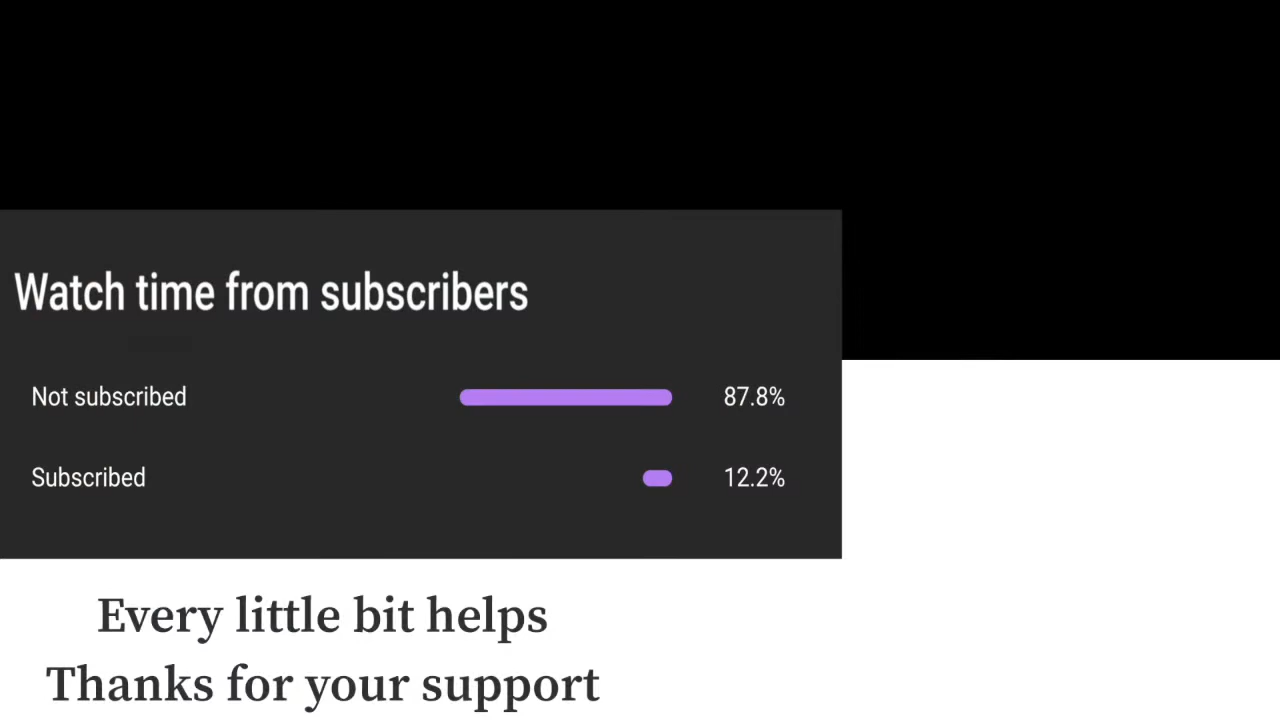 Watch time from subscribers
Not subscribed 87.8%
Subscribed 12.2%
Every little bit helps
Thanks for your support